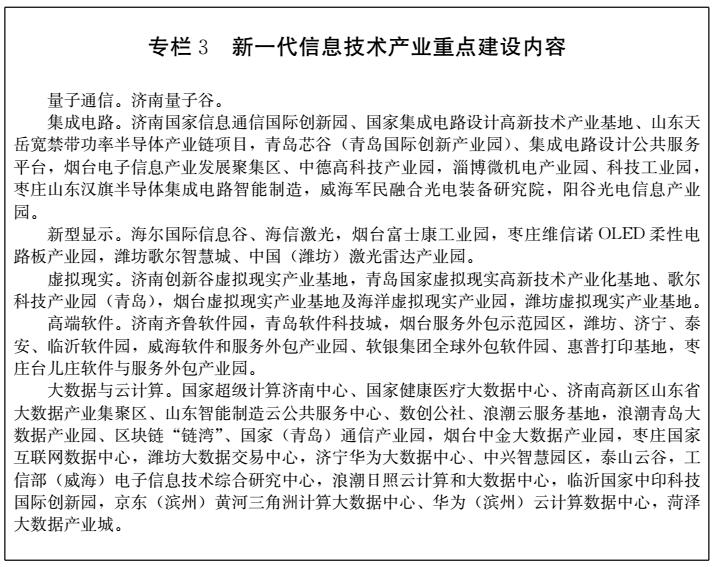 专栏 3　新一代信息技术产业重点建设内容
量子通信。济南量子谷。
集成电路。济南国家信息通信国际创新园、国家集成电路设计高新技术产业基地、山东天
岳宽禁带功率半导体产业链项目，青岛芯谷（青岛国际创新产业园）、集成电路设计公共服务
平台，烟台电子信息产业发展聚集区、中德高科技产业园，淄博微机电产业园、科技工业园，
枣庄山东汉旗半导体集成电路智能制造，威海军民融合光电装备研究院，阳谷光电信息产业
园。
新型显示。海尔国际信息谷、海信激光，烟台富士康工业园，枣庄维信诺 OLED 柔性电
路板产业园，潍坊歌尔智慧城、中国（潍坊）激光雷达产业园。
虚拟现实。济南创新谷虚拟现实产业基地，青岛国家虚拟现实高新技术产业化基地、歌尔
科技产业园（青岛），烟台虚拟现实产业基地及海洋虚拟现实产业园，潍坊虚拟现实产业基地。
高端软件。济南齐鲁软件园，青岛软件科技城，烟台服务外包示范园区，潍坊、济宁、泰
安、临沂软件园，威海软件和服务外包产业园、软银集团全球外包软件园、惠普打印基地，枣
庄台儿庄软件与服务外包产业园。
大数据与云计算。国家超级计算济南中心、国家健康医疗大数据中心、济南高新区山东省
大数据产业集聚区、山东智能制造云公共服务中心、数创公社、浪潮云服务基地，浪潮青岛大
数据产业园、区块链“链湾”、国家（青岛）通信产业园，烟台中金大数据产业园，枣庄国家
互联网数据中心，潍坊大数据交易中心，济宁华为大数据中心、中兴智慧园区，泰山云谷，工
信部（威海）电子信息技术综合研究中心，浪潮日照云计算和大数据中心，临沂国家中印科技
国际创新园，京东（滨州）黄河三角洲计算大数据中心、华为（滨州）云计算数据中心，菏泽
大数据产业城。